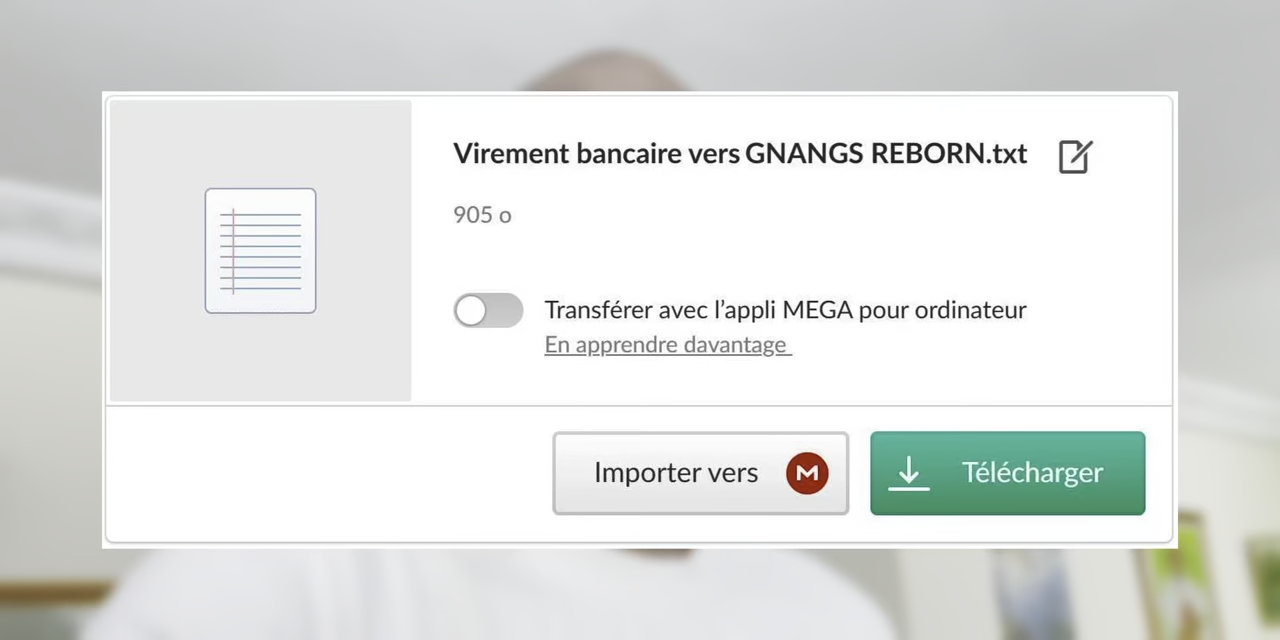 Virement bancaire vers GNANGS REBORN.txt
905 o
Transférer avec l’appli MEGA pour ordinateur
En apprendre davantage
Importer vers M
Télécharger